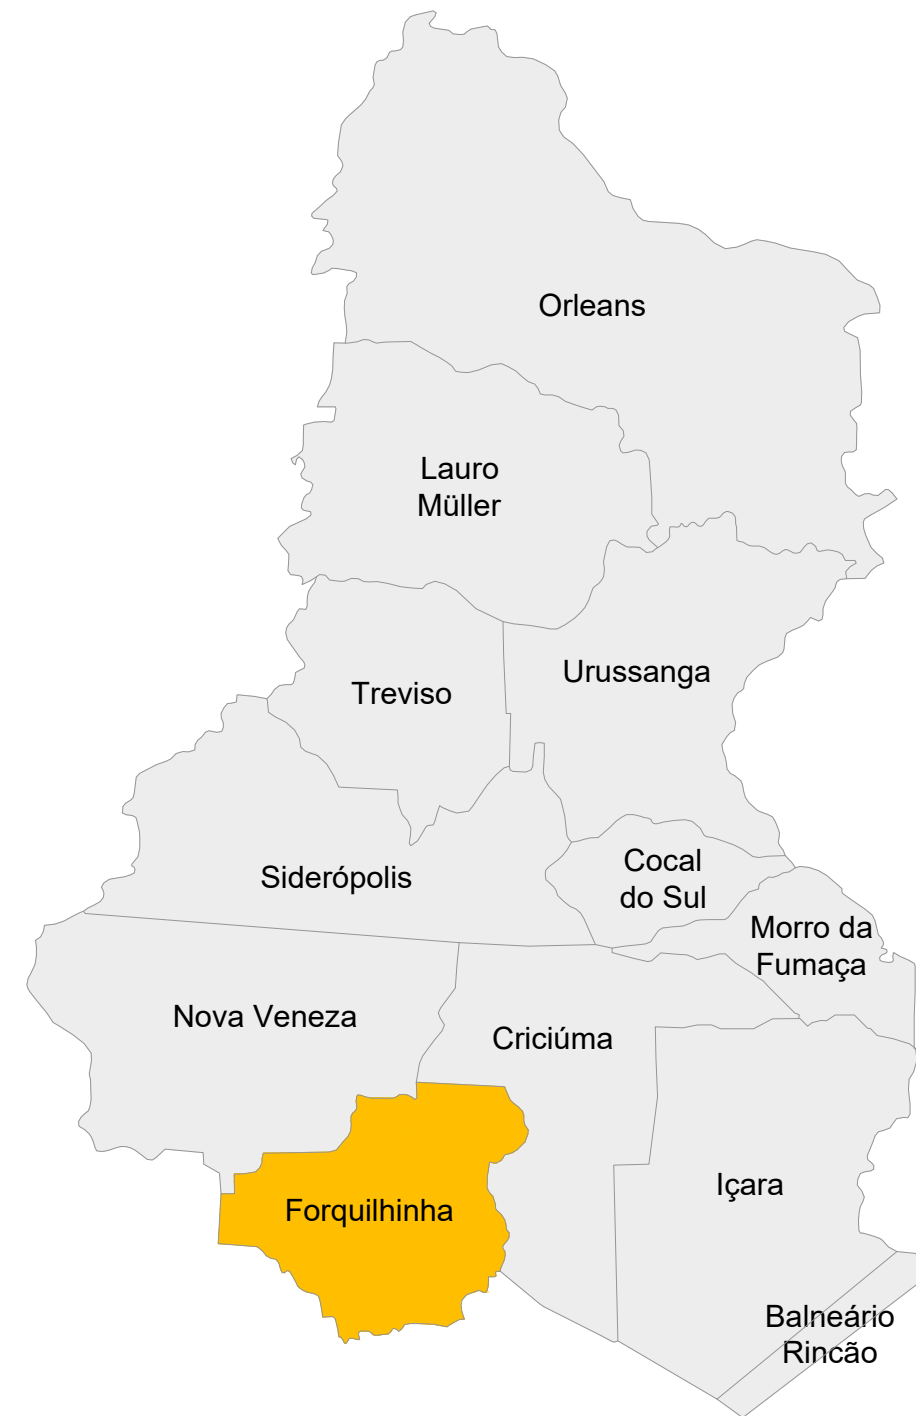 Orleans
Lauro
Müller
Urussanga
Treviso
Cocal
do Sul
Siderópolis
Morro da
Fumaça
Nova Veneza
Criciúma
Içara
Forquilhinha
Balneário
Rincão